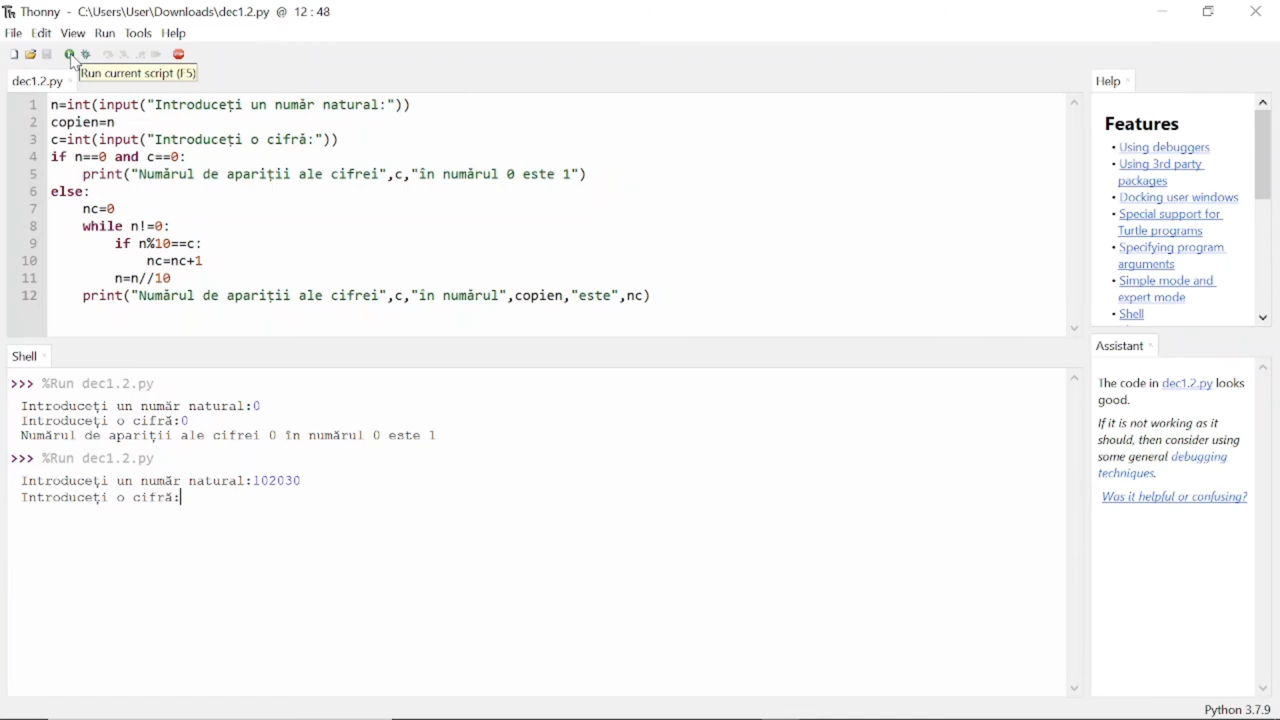 Thonny - C:\Users\User\Downloads\dec1.2.py @ 12 : 48
File Edit View Run Tools Help
Run current script (F5)
dec1.2.py
1 n=int(input("Introduceți un număr natural:"))
2 copien=n
3 c=int(input("Introduceți o cifră:"))
4 if n==0 and c==0:
5 print("Numărul de apariții ale cifrei",c,"în numărul 0 este 1")
6 else:
7 nc=0
8 while n!=0:
9 if n%10==c:
10 nc=nc+1
11 n=n//10
12 print("Numărul de apariții ale cifrei",c,"în numărul",copien,"este",nc)
Shell
>>> %Run dec1.2.py
Introduceți un număr natural:0
Introduceți o cifră:0
Numărul de apariții ale cifrei 0 în numărul 0 este 1
>>> %Run dec1.2.py
Introduceți un număr natural:102030
Introduceți o cifră:
Help
Features
• Using debuggers
• Using 3rd party
packages
• Docking user windows
• Special support for
Turtle programs
• Specifying program
arguments
• Simple mode and
expert mode
• Shell
Assistant
The code in dec1.2.py looks
good.
If it is not working as it
should, then consider using
some general debugging
techniques.
Was it helpful or confusing?
Python 3.7.9